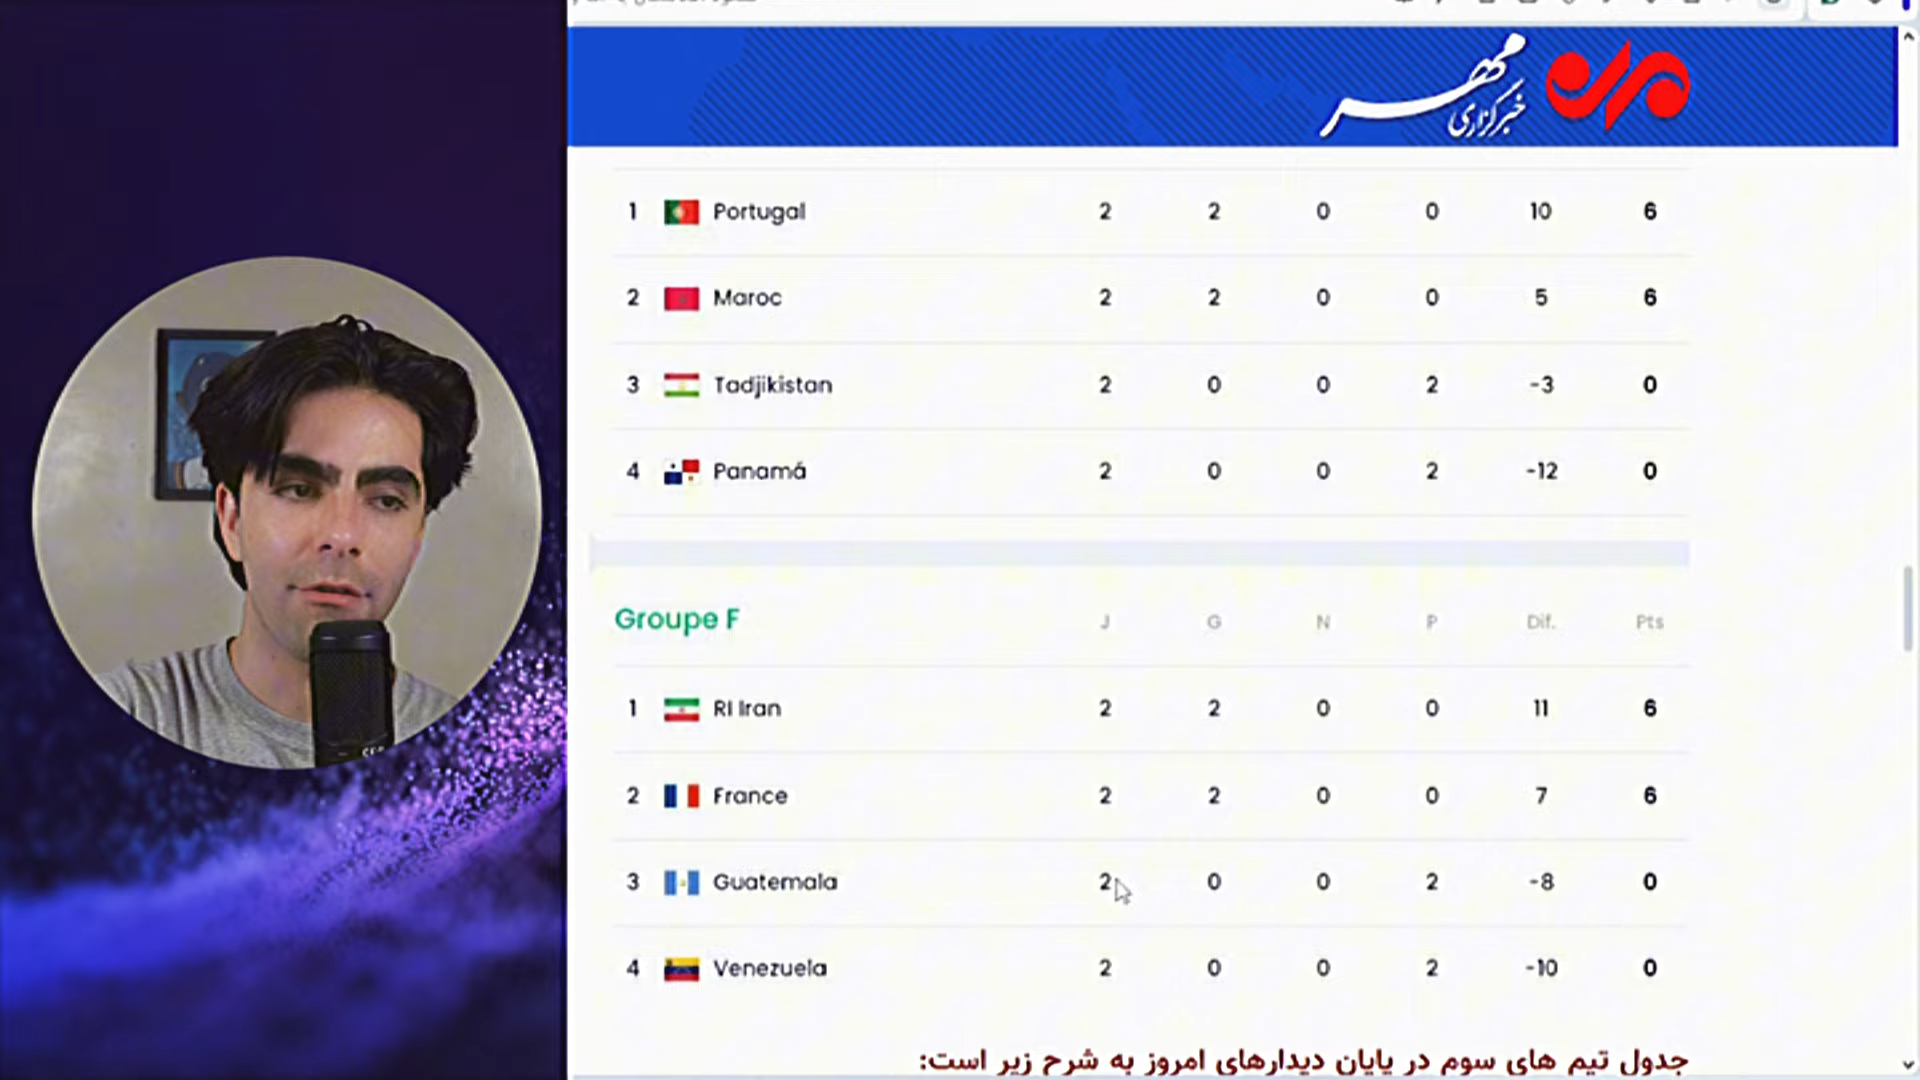 مهر
خبرگزاری
1 Portugal 2 2 0 0 10 6
2 Maroc 2 2 0 0 5 6
3 Tadjikistan 2 0 0 2 -3 0
4 Panamá 2 0 0 2 -12 0
Groupe F J G N P Dif. Pts
1 RI Iran 2 2 0 0 11 6
2 France 2 2 0 0 7 6
3 Guatemala 2 0 0 2 -8 0
4 Venezuela 2 0 0 2 -10 0
جدول تیم های سوم در پایان دیدارهای امروز به شرح زیر است: